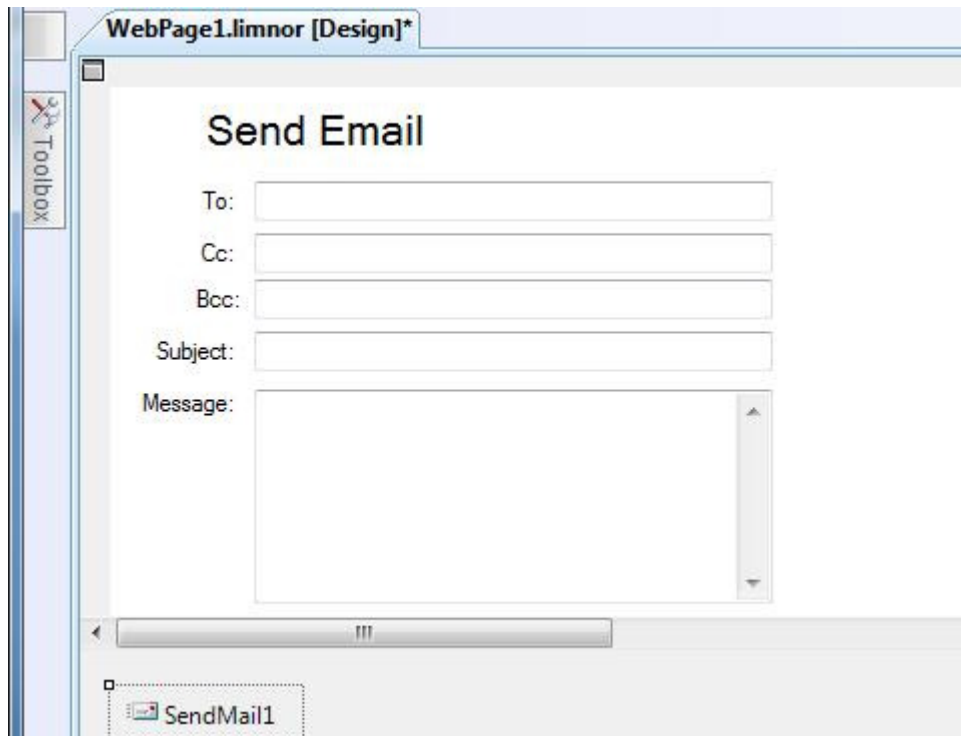 WebPage1.limnor [Design]*
Toolbox
Send Email
To:
Cc:
Bcc:
Subject:
Message:
SendMail1